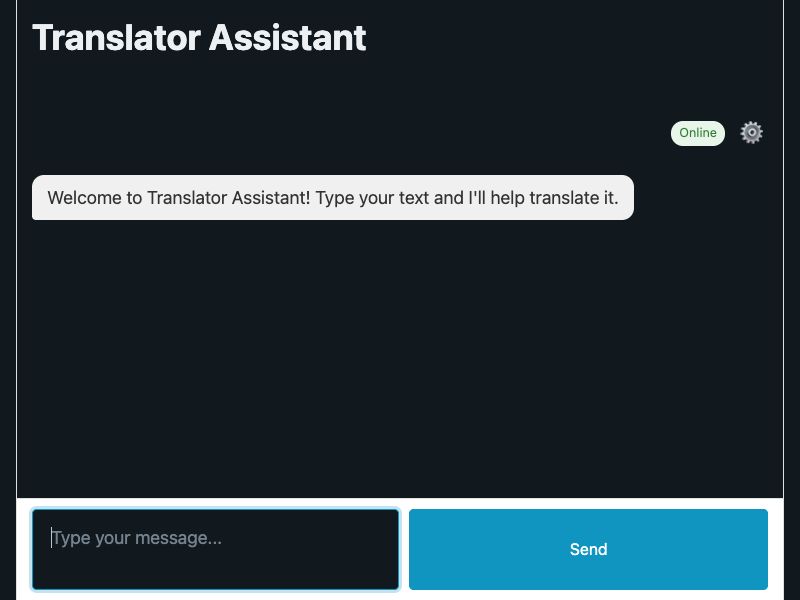 Translator Assistant
Online
Welcome to Translator Assistant! Type your text and I'll help translate it.
Type your message...
Send